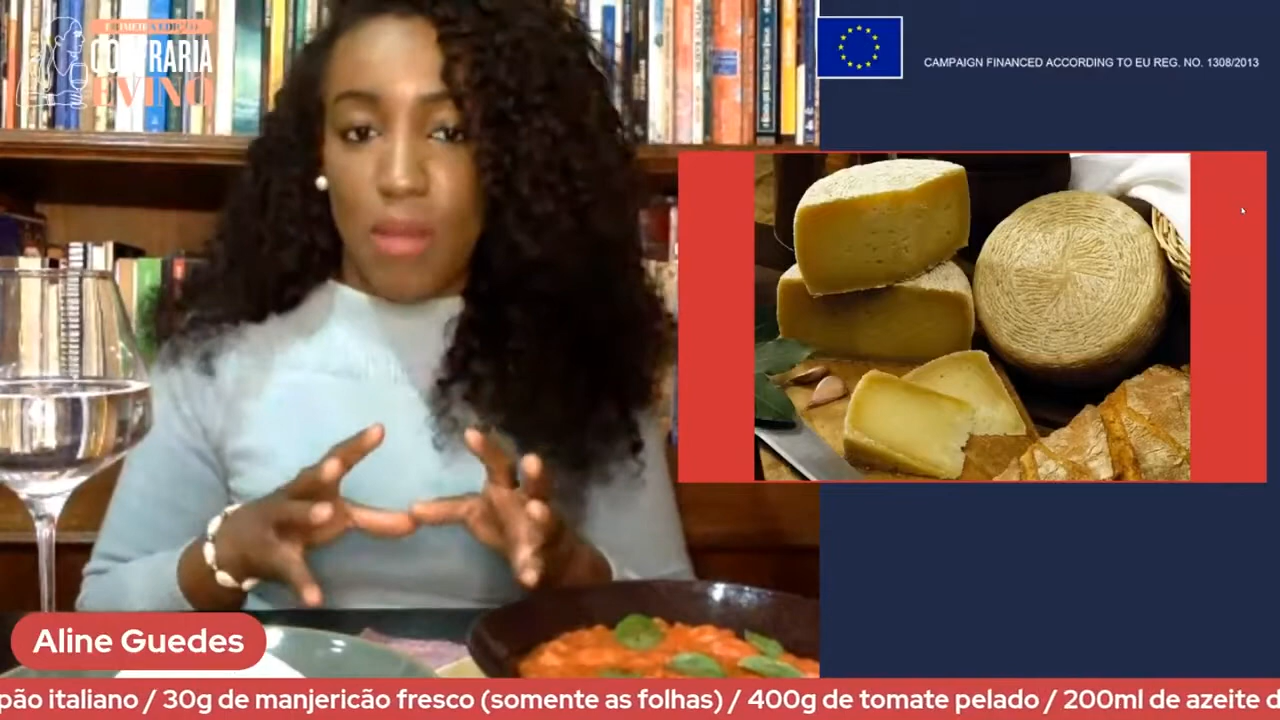 CONFRARIA
EVINO
CAMPAIGN FINANCED ACCORDING TO EU REG. NO. 1308/2013
Aline Guedes
pão italiano / 30g de manjericão fresco (somente as folhas) / 400g de tomate pelado / 200ml de azeite d